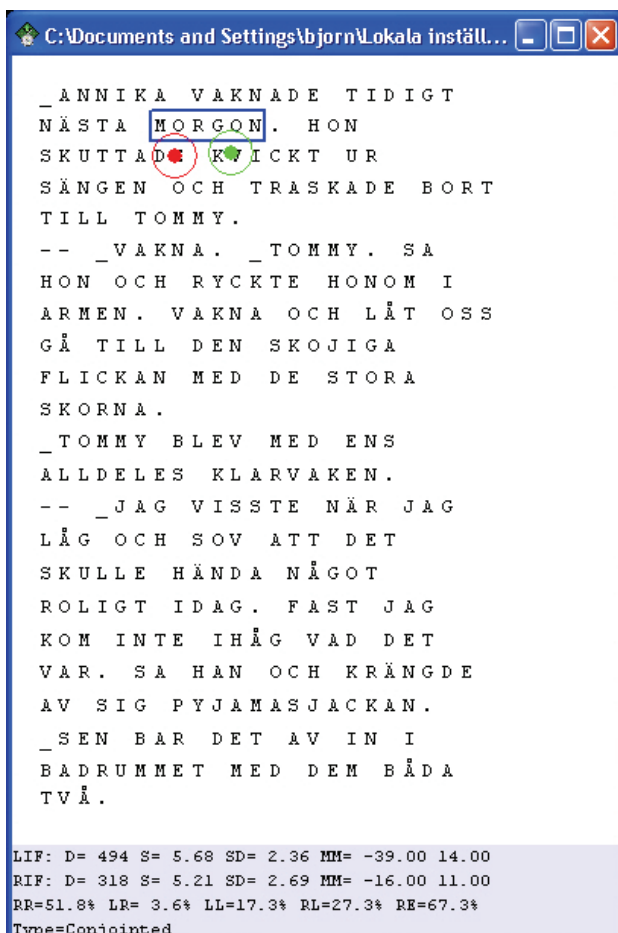 C:\Documents and Settings\bjorn\Lokala inställ...
_ANNIKA VAKNADE TIDIGT
NÄSTA MORGON. HON
SKUTTADE KVICKT UR
SÄNGEN OCH TRASKADE BORT
TILL TOMMY.
-- _VAKNA. _TOMMY. SA
HON OCH RYCKTE HONOM I
ARMEN. VAKNA OCH LÅT OSS
GÅ TILL DEN SKOJIGA
FLICKAN MED DE STORA
SKORNA.
_TOMMY BLEV MED ENS
ALLDELES KLARVAKEN.
-- _JAG VISSTE NÄR JAG
LÅG OCH SOV ATT DET
SKULLE HÄNDA NÅGOT
ROLIGT IDAG. FAST JAG
KOM INTE IHÅG VAD DET
VAR. SA HAN OCH KRÄNGDE
AV SIG PYJAMASJACKAN.
_SEN BAR DET AV IN I
BADRUMMET MED DEM BÅDA
TVÅ.
LIF: D= 494 S= 5.68 SD= 2.36 MM= -39.00 14.00
RIF: D= 318 S= 5.21 SD= 2.69 MM= -16.00 11.00
RR=51.8% LR= 3.6% LL=17.3% RL=27.3% RE=67.3%
Type=Conjointed